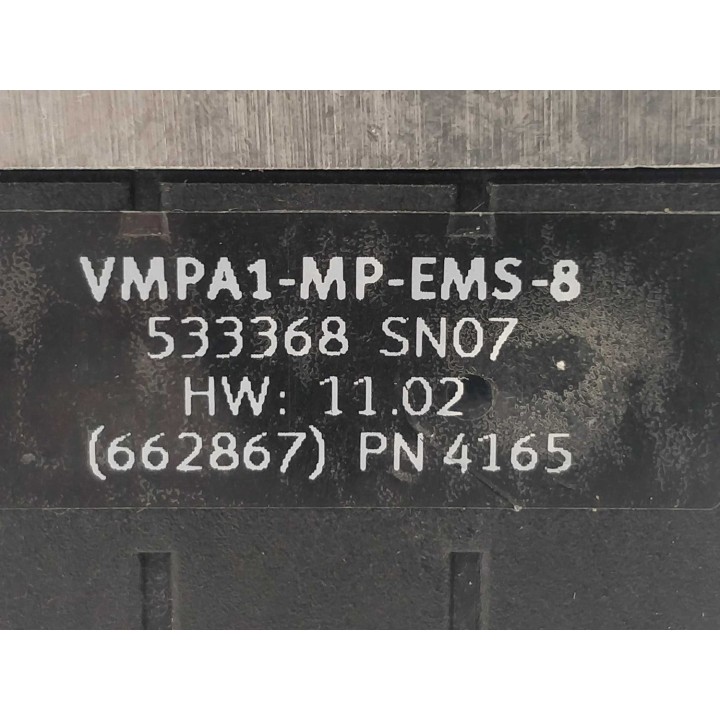 VMPA1-MP-EMS-8
533368 SN07
HW: 11.02
(662867) PN 4165